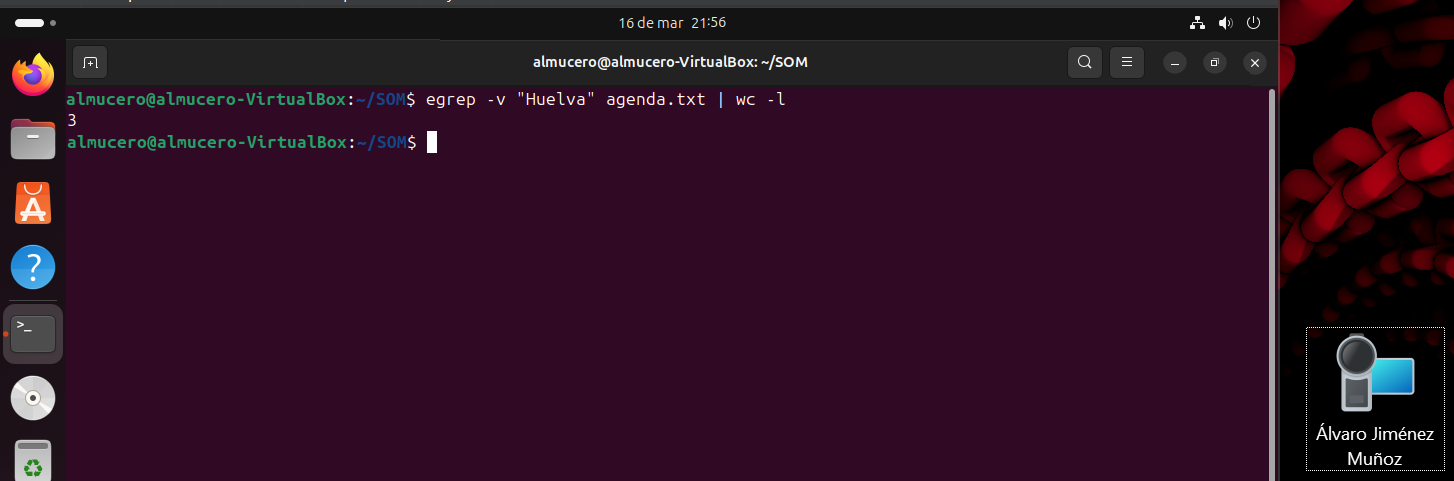 16 de mar 21:56
almucero@almucero-VirtualBox: ~/SOM
almucero@almucero-VirtualBox:~/SOM$ egrep -v "Huelva" agenda.txt | wc -l
3
almucero@almucero-VirtualBox:~/SOM$
>_
Álvaro Jiménez
Muñoz